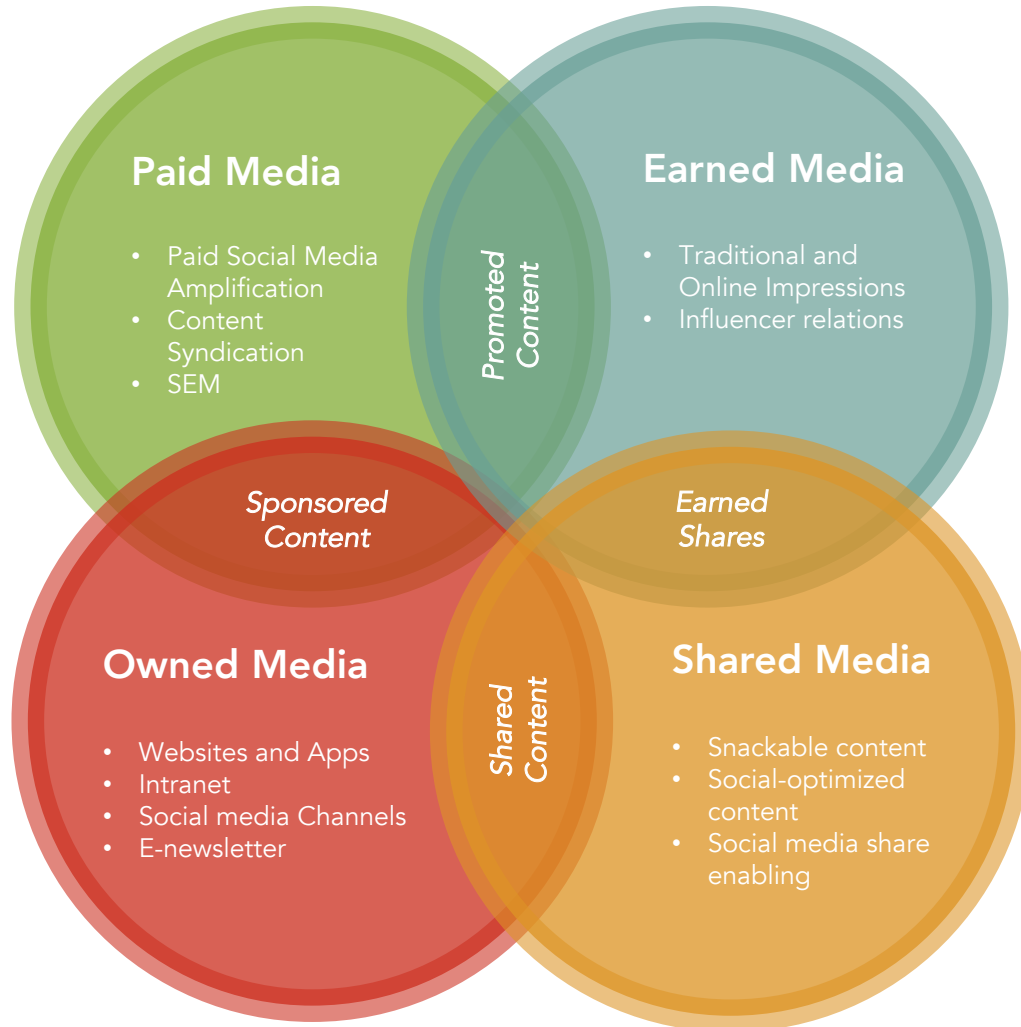 Paid Media
• Paid Social Media
Amplification
• Content
Syndication
• SEM
Promoted
Content
Earned Media
• Traditional and
Online Impressions
• Influencer relations
Sponsored
Content
Earned
Shares
Owned Media
• Websites and Apps
• Intranet
• Social media Channels
• E-newsletter
Shared
Content
Shared Media
• Snackable content
• Social-optimized
content
• Social media share
enabling